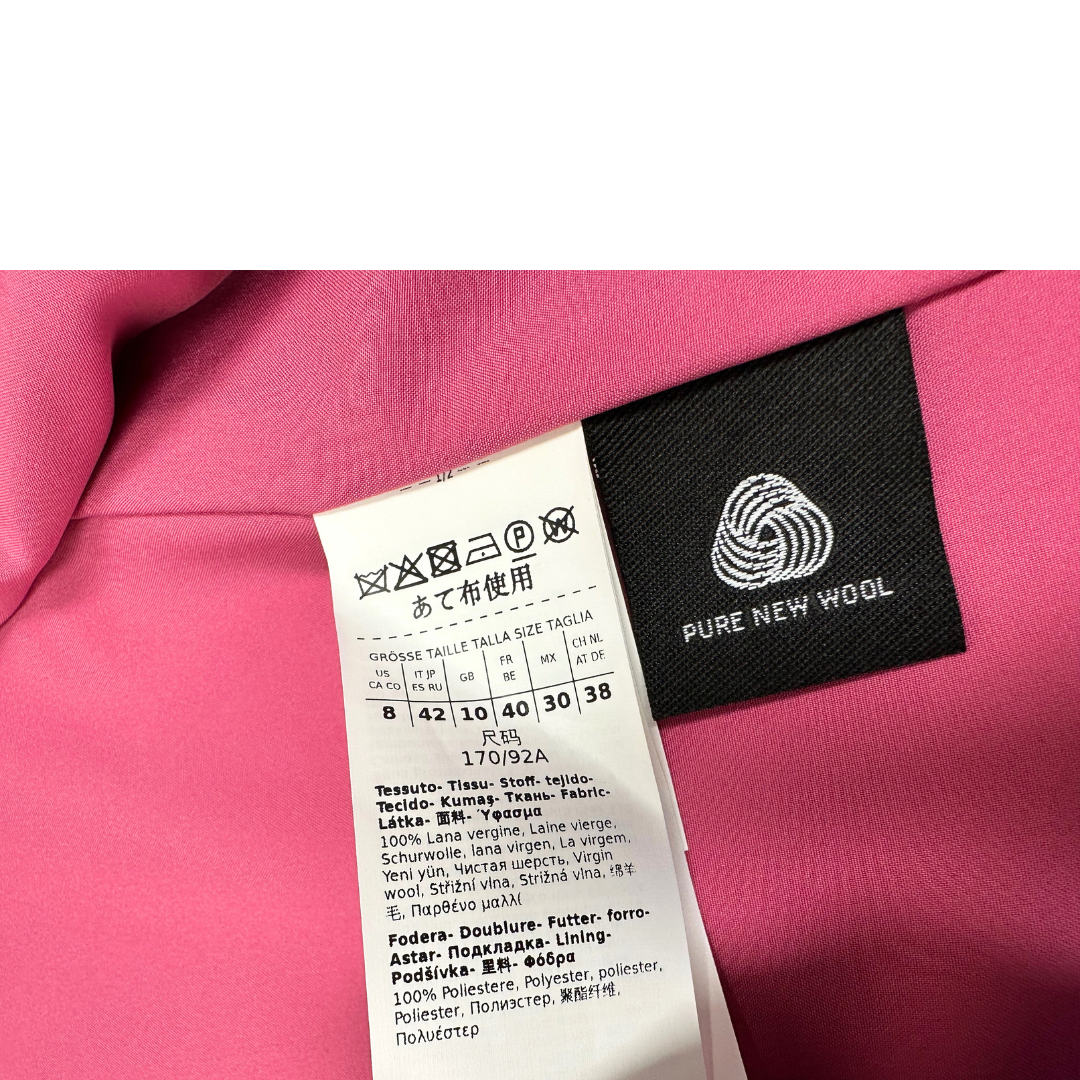 あて布使用
GRÖSSE TAILLE TALLA SIZE TAGLIA
US CA CO IT JP ES RU GB FR BE MX CH NL AT DE
8 42 10 40 30 38
尺码
170/92A
Tessuto- Tissu- Stoff- tejido-
Tecido- Kumaş- Ткань- Fabric-
Látka- 面料- Ύφασμα
100% Lana vergine, Laine vierge,
Schurwolle, lana virgen, La virgem,
Yeni yün, Чистая шерсть, Virgin
wool, Střižní vlna, Strižná vlna, 绵羊
毛, Παρθένο μαλλί
Fodera- Doublure- Futter- forro-
Astar- Подкладка- Lining-
Podšívka- 里料- Φόδρα
100% Poliestere, Polyester, poliester,
Poliester, Полиэстер, 聚酯纤维,
Πολυέστερ
PURE NEW WOOL